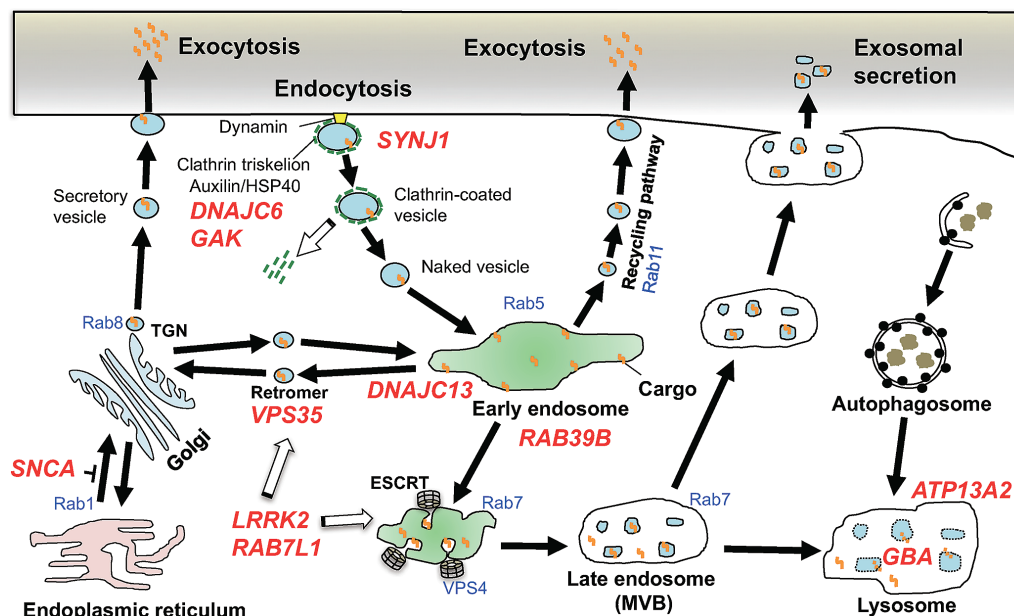 Exocytosis
Exocytosis
Exosomal
secretion
Endocytosis
Dynamin
SYNJ1
Clathrin triskelion
Auxilin/HSP40
DNAJC6
GAK
Secretory
vesicle
Clathrin-coated
vesicle
Naked vesicle
Recycling pathway
Rab11
Rab8
TGN
Rab5
Golgi
Retromer
VPS35
DNAJC13
Cargo
Early endosome
RAB39B
Autophagosome
SNCA
Rab1
LRRK2
RAB7L1
ESCRT
Rab7
VPS4
Rab7
Late endosome
(MVB)
ATP13A2
GBA
Lysosome
Endoplasmic reticulum